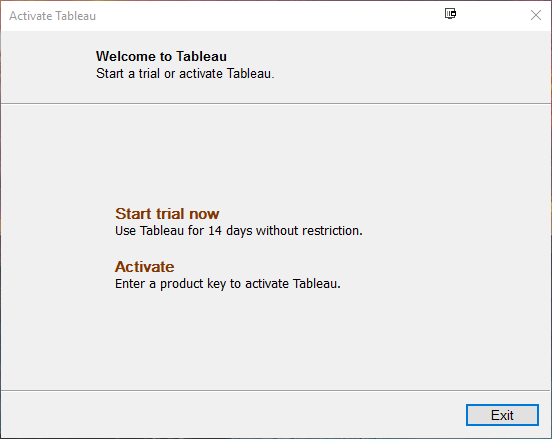 Activate Tableau
Welcome to Tableau
Start a trial or activate Tableau.
Start trial now
Use Tableau for 14 days without restriction.
Activate
Enter a product key to activate Tableau.
Exit